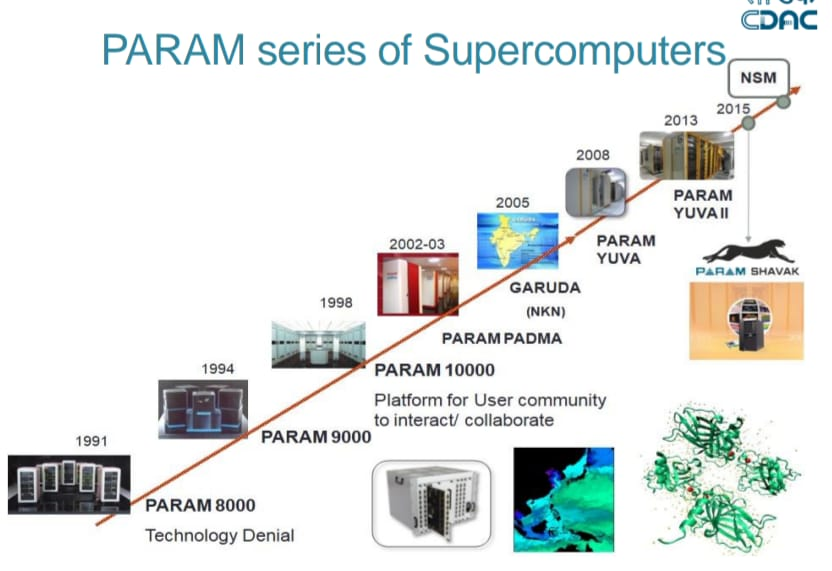 CDAC
PARAM series of Supercomputers
NSM
2015
2013
2008
PARAM
YUVA II
2005
PARAM
YUVA
2002-03
GARUDA
(NKN)
PARAM SHAVAK
1998
PARAM PADMA
PARAM 10000
Platform for User community
to interact/ collaborate
1994
PARAM 9000
1991
PARAM 8000
Technology Denial